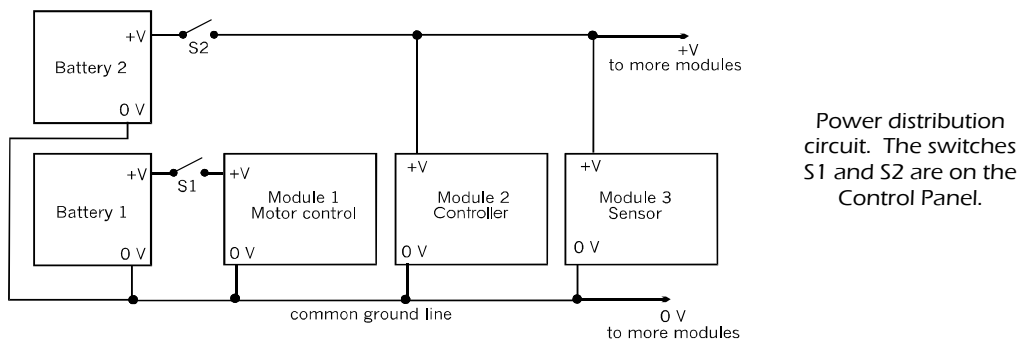 +V
S2
Battery 2
0 V
+V
to more modules
Power distribution
circuit. The switches
S1 and S2 are on the
Control Panel.
+V
S1
Battery 1
0 V
+V
Module 1
Motor control
0 V
+V
Module 2
Controller
0 V
+V
Module 3
Sensor
0 V
common ground line
0 V
to more modules